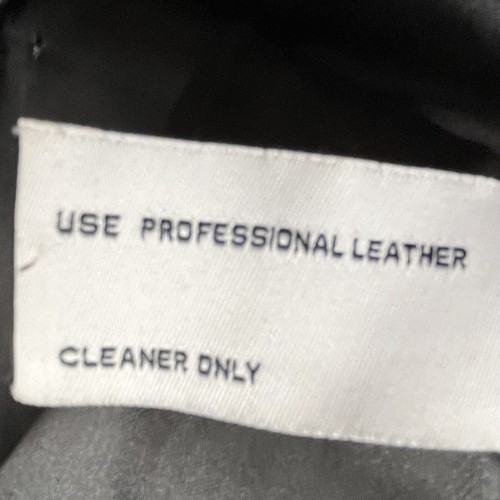 USE PROFESSIONAL LEATHER
CLEANER ONLY